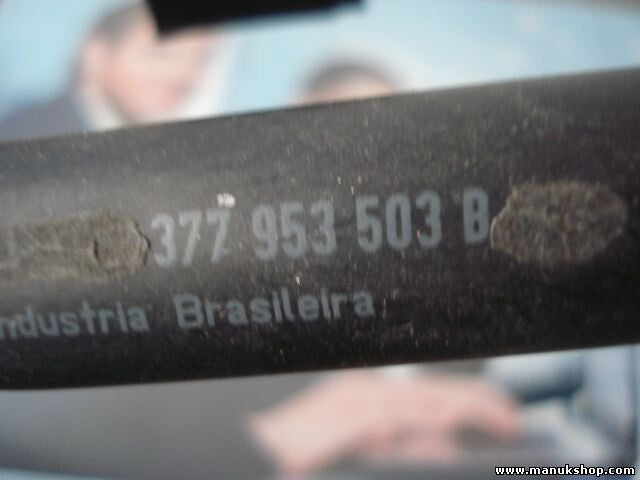 377 953 503 B
ndustria Brasileira
www.manukshop.com